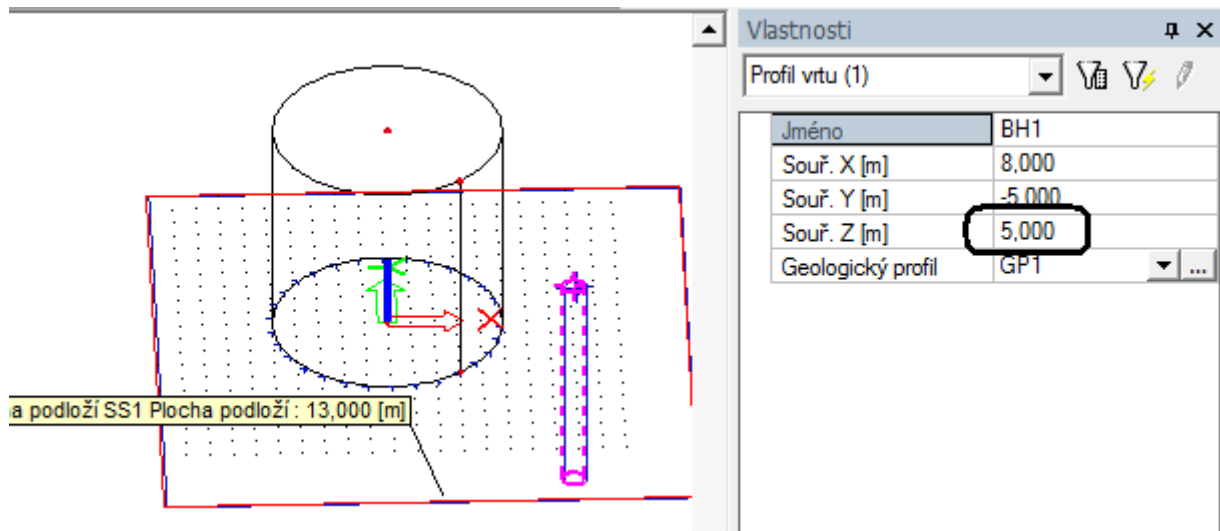 Vlastnosti
Profil vrtu (1)
Jméno BH1
Souř. X [m] 8,000
Souř. Y [m] -5,000
Souř. Z [m] 5,000
Geologický profil GP1 ...
X
a podloží SS1 Plocha podloží : 13,000 [m]